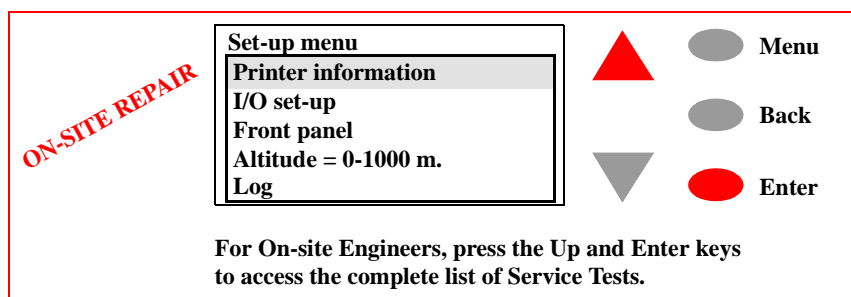 ON-SITE REPAIR
Set-up menu
Printer information
I/O set-up
Front panel
Altitude = 0-1000 m.
Log
Menu
Back
Enter
For On-site Engineers, press the Up and Enter keys
to access the complete list of Service Tests.